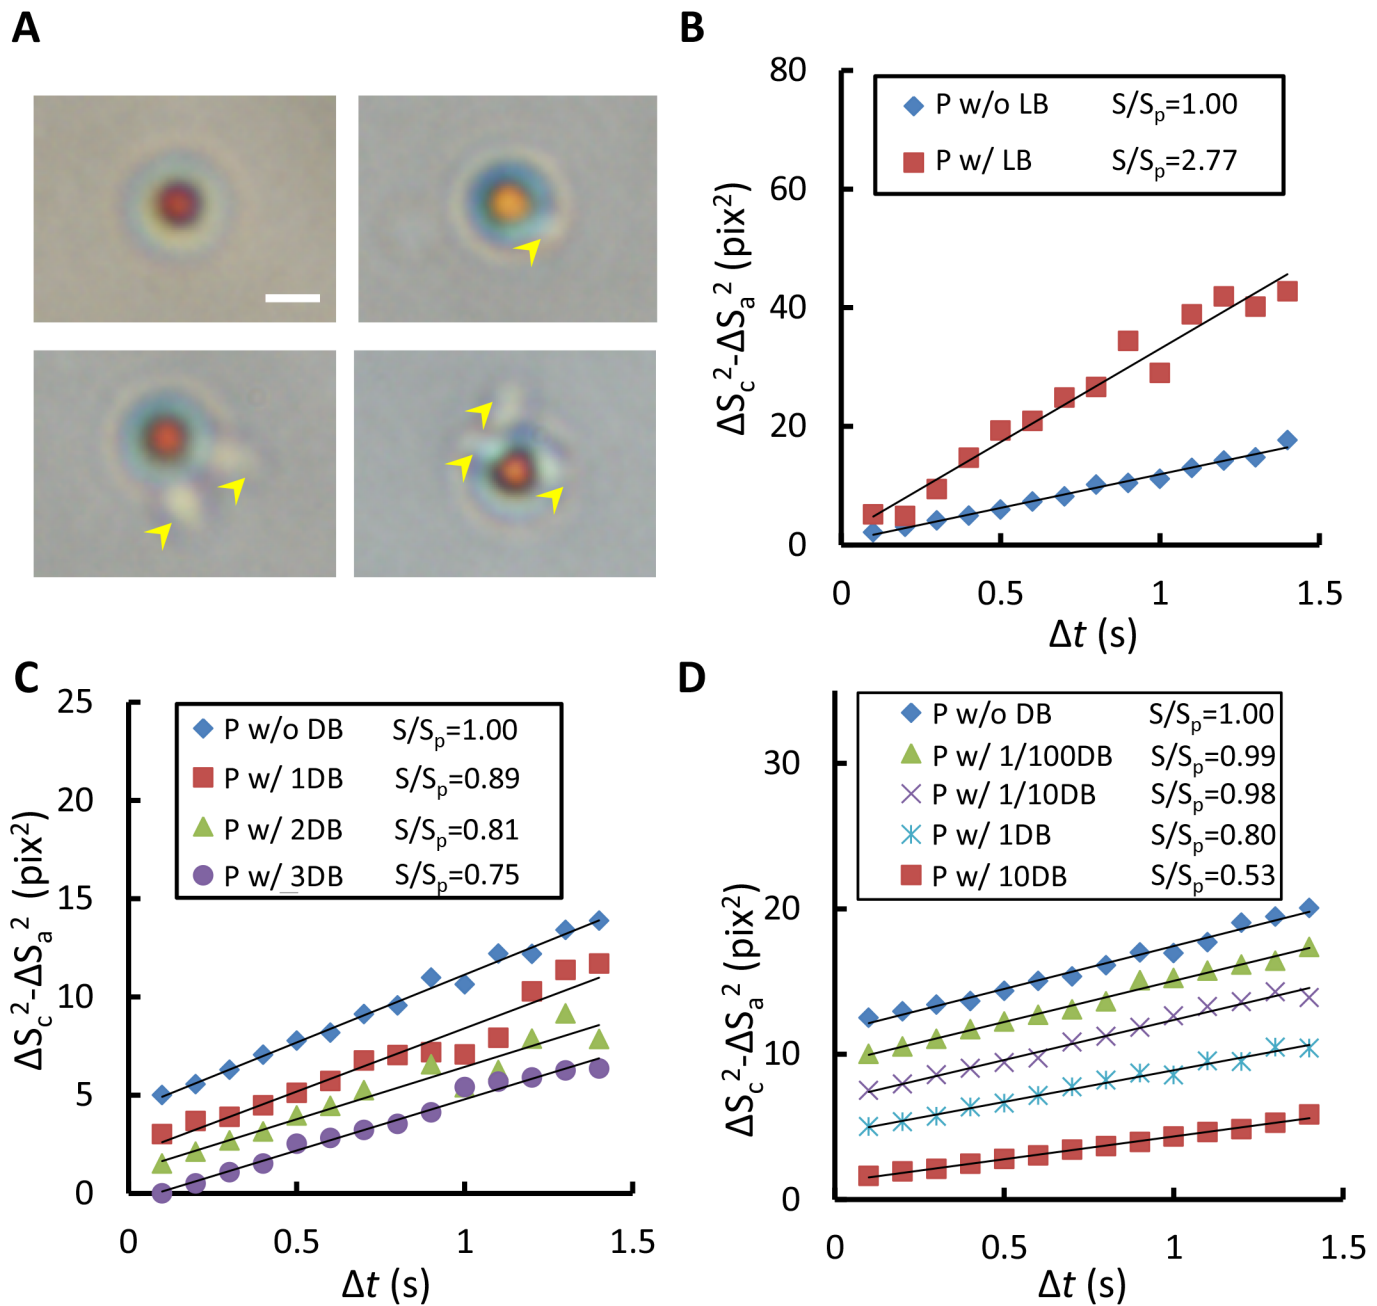 A
B
80
60
40
20
0
ΔSc²-ΔSa² (pix²)
P w/o LB S/Sp=1.00
P w/ LB S/Sp=2.77
0 0.5 1 1.5
Δt (s)
C
25
20
15
10
5
0
ΔSc²-ΔSa² (pix²)
P w/o DB S/Sp=1.00
P w/ 1DB S/Sp=0.89
P w/ 2DB S/Sp=0.81
P w/ 3DB S/Sp=0.75
0 0.5 1 1.5
Δt (s)
D
30
20
10
0
ΔSc²-ΔSa² (pix²)
P w/o DB S/Sp=1.00
P w/ 1/100DB S/Sp=0.99
P w/ 1/10DB S/Sp=0.98
P w/ 1DB S/Sp=0.80
P w/ 10DB S/Sp=0.53
0 0.5 1 1.5
Δt (s)